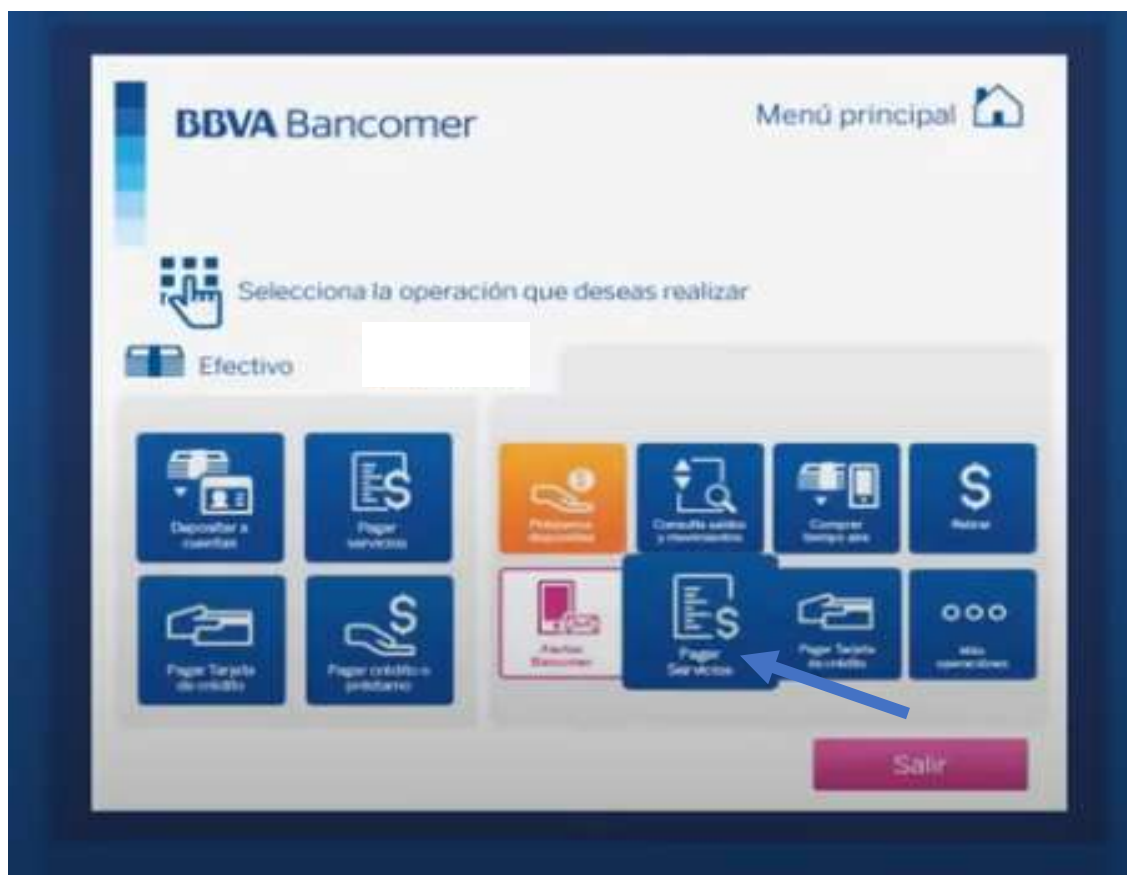 BBVA Bancomer
Menú principal
Selecciona la operación que deseas realizar
Efectivo
Depositar a
cuentas
Pagar
servicios
Préstamos
disponibles
Consulta saldos
y movimientos
Comprar
tiempo aire
Retirar
Pagar Tarjeta
de crédito
Pagar crédito o
préstamo
Alertas
Bancomer
Pagar
Servicios
Pagar Tarjeta
de crédito
Más
operaciones
Salir